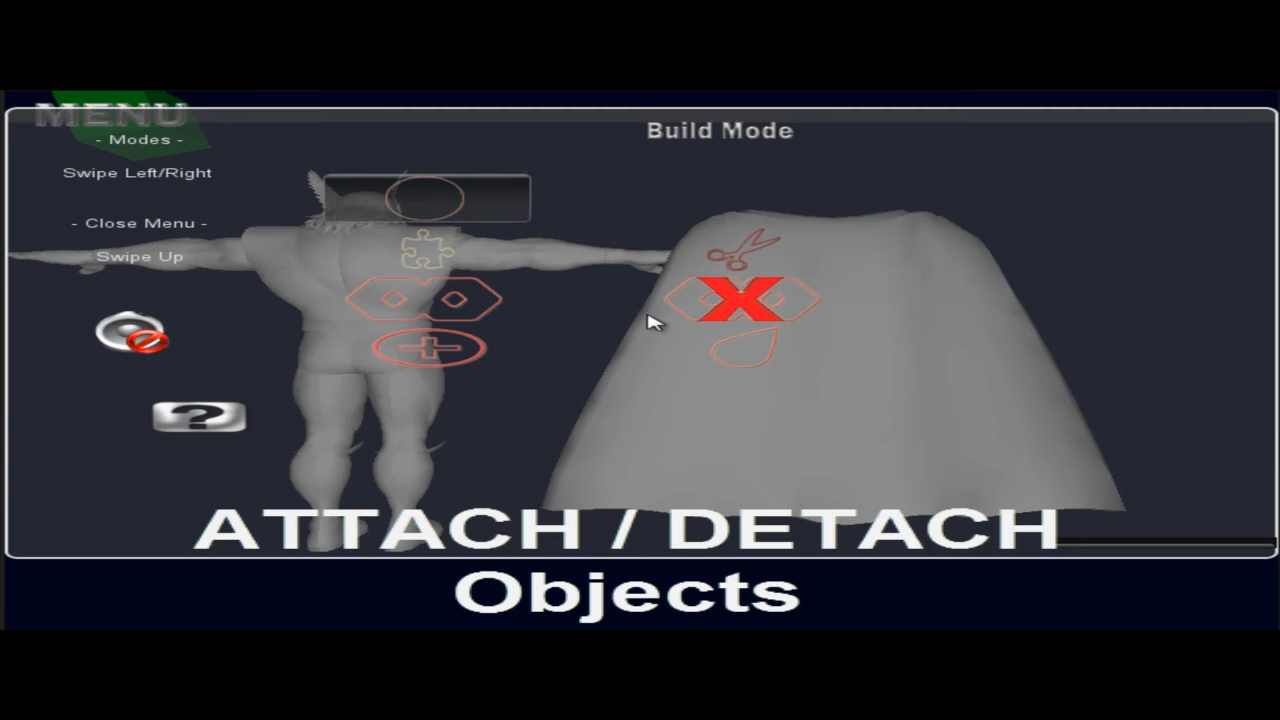 MENU
- Modes -
Swipe Left/Right
- Close Menu -
Swipe Up
?
Build Mode
X
ATTACH / DETACH
Objects